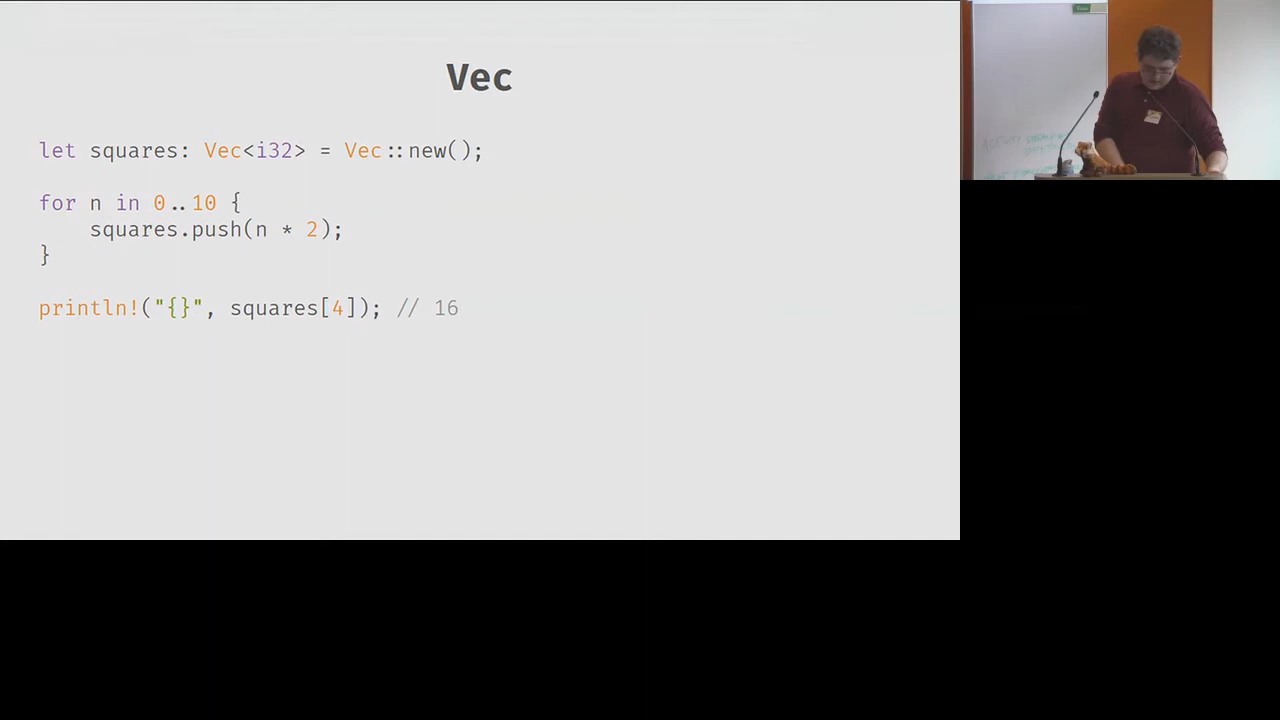 Vec
let squares: Vec<i32> = Vec::new();
for n in 0..10 {
    squares.push(n * 2);
}
println!("{}", squares[4]); // 16